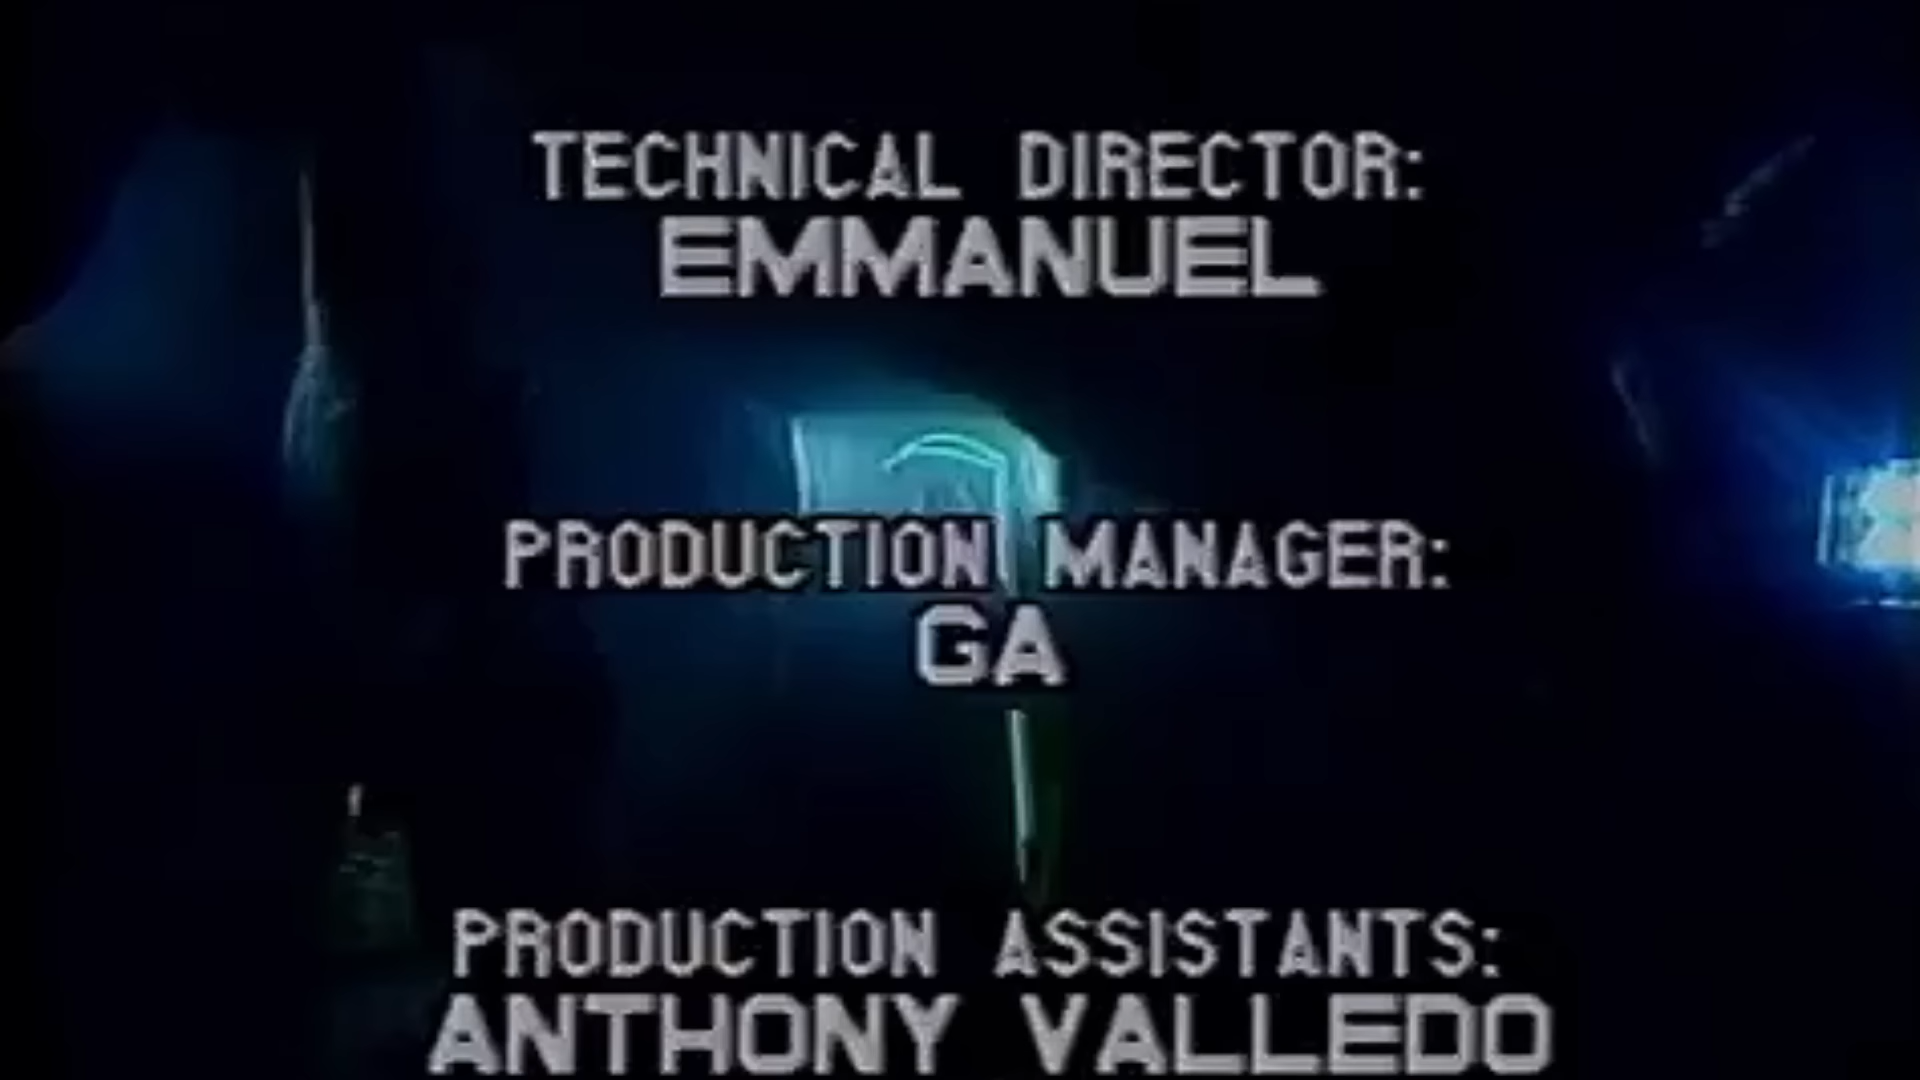 TECHNICAL DIRECTOR:
EMMANUEL
PRODUCTION MANAGER:
GA
PRODUCTION ASSISTANTS:
ANTHONY VALLEDO